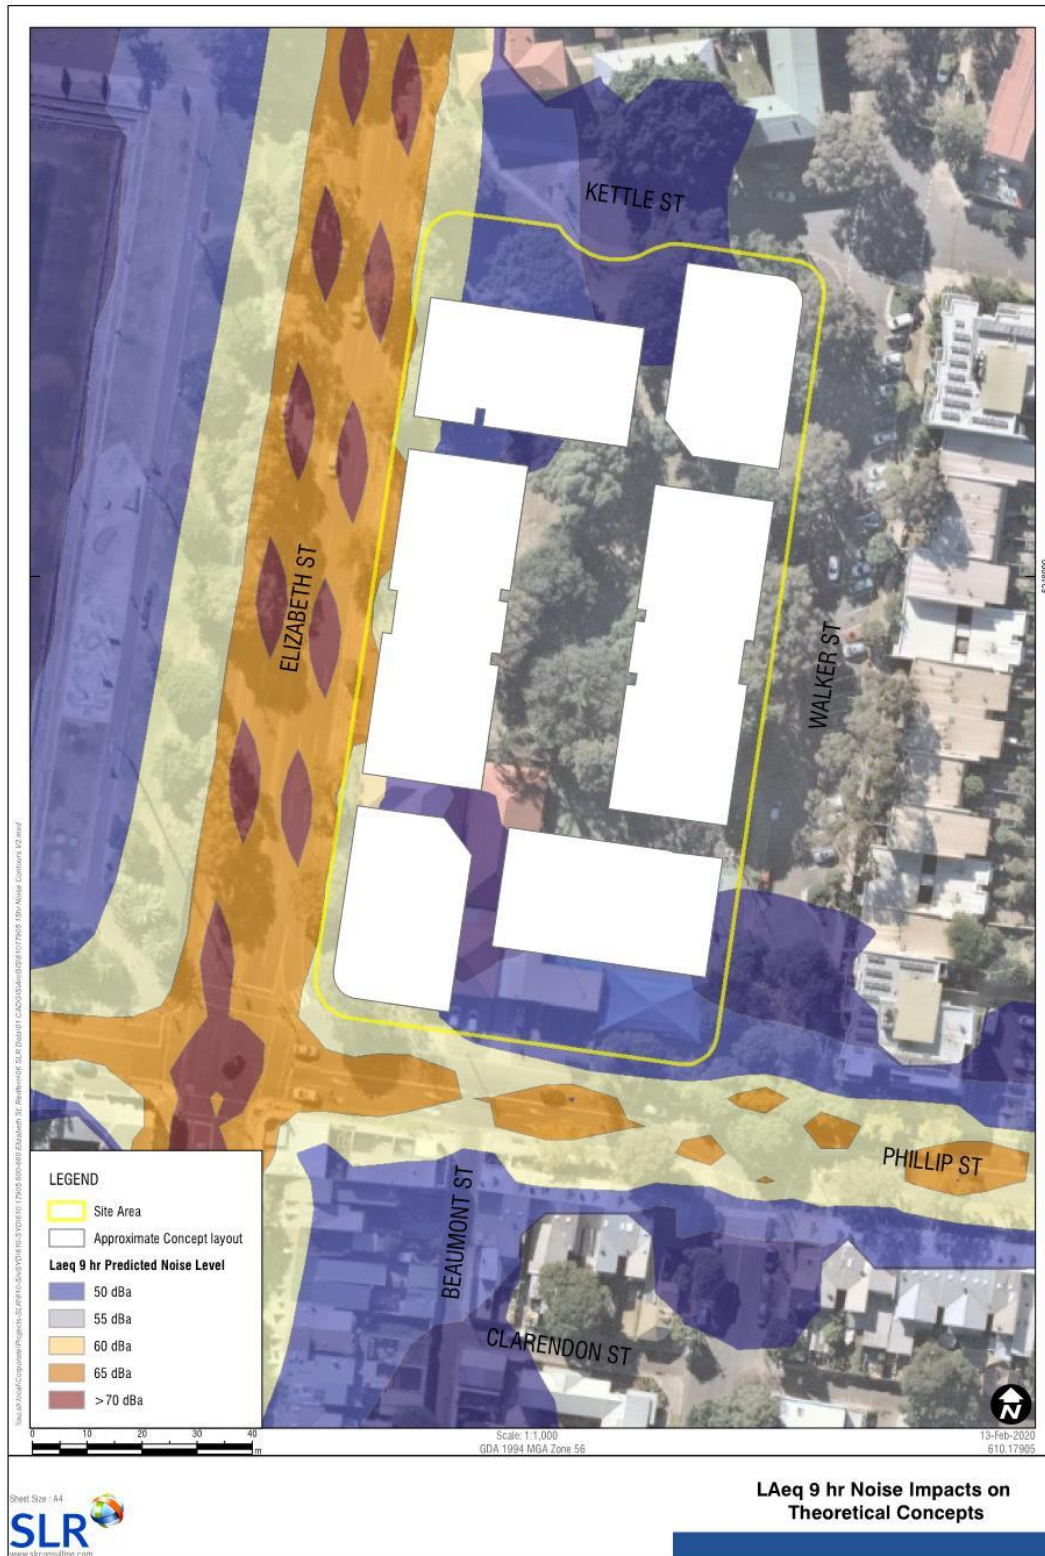 KETTLE ST
ELIZABETH ST
WALKER ST
PHILLIP ST
BEAUMONT ST
CLARENDON ST
LEGEND
Site Area
Approximate Concept layout
Laeq 9 hr Predicted Noise Level
50 dBa
55 dBa
60 dBa
65 dBa
>70 dBa
0 10 20 30 40
m
Scale: 1:1,000
GDA 1994 MGA Zone 56
N
13-Feb-2020
610.17905
Sheet Size : A4
SLR
www.slrconsulting.com
LAeq 9 hr Noise Impacts on
Theoretical Concepts